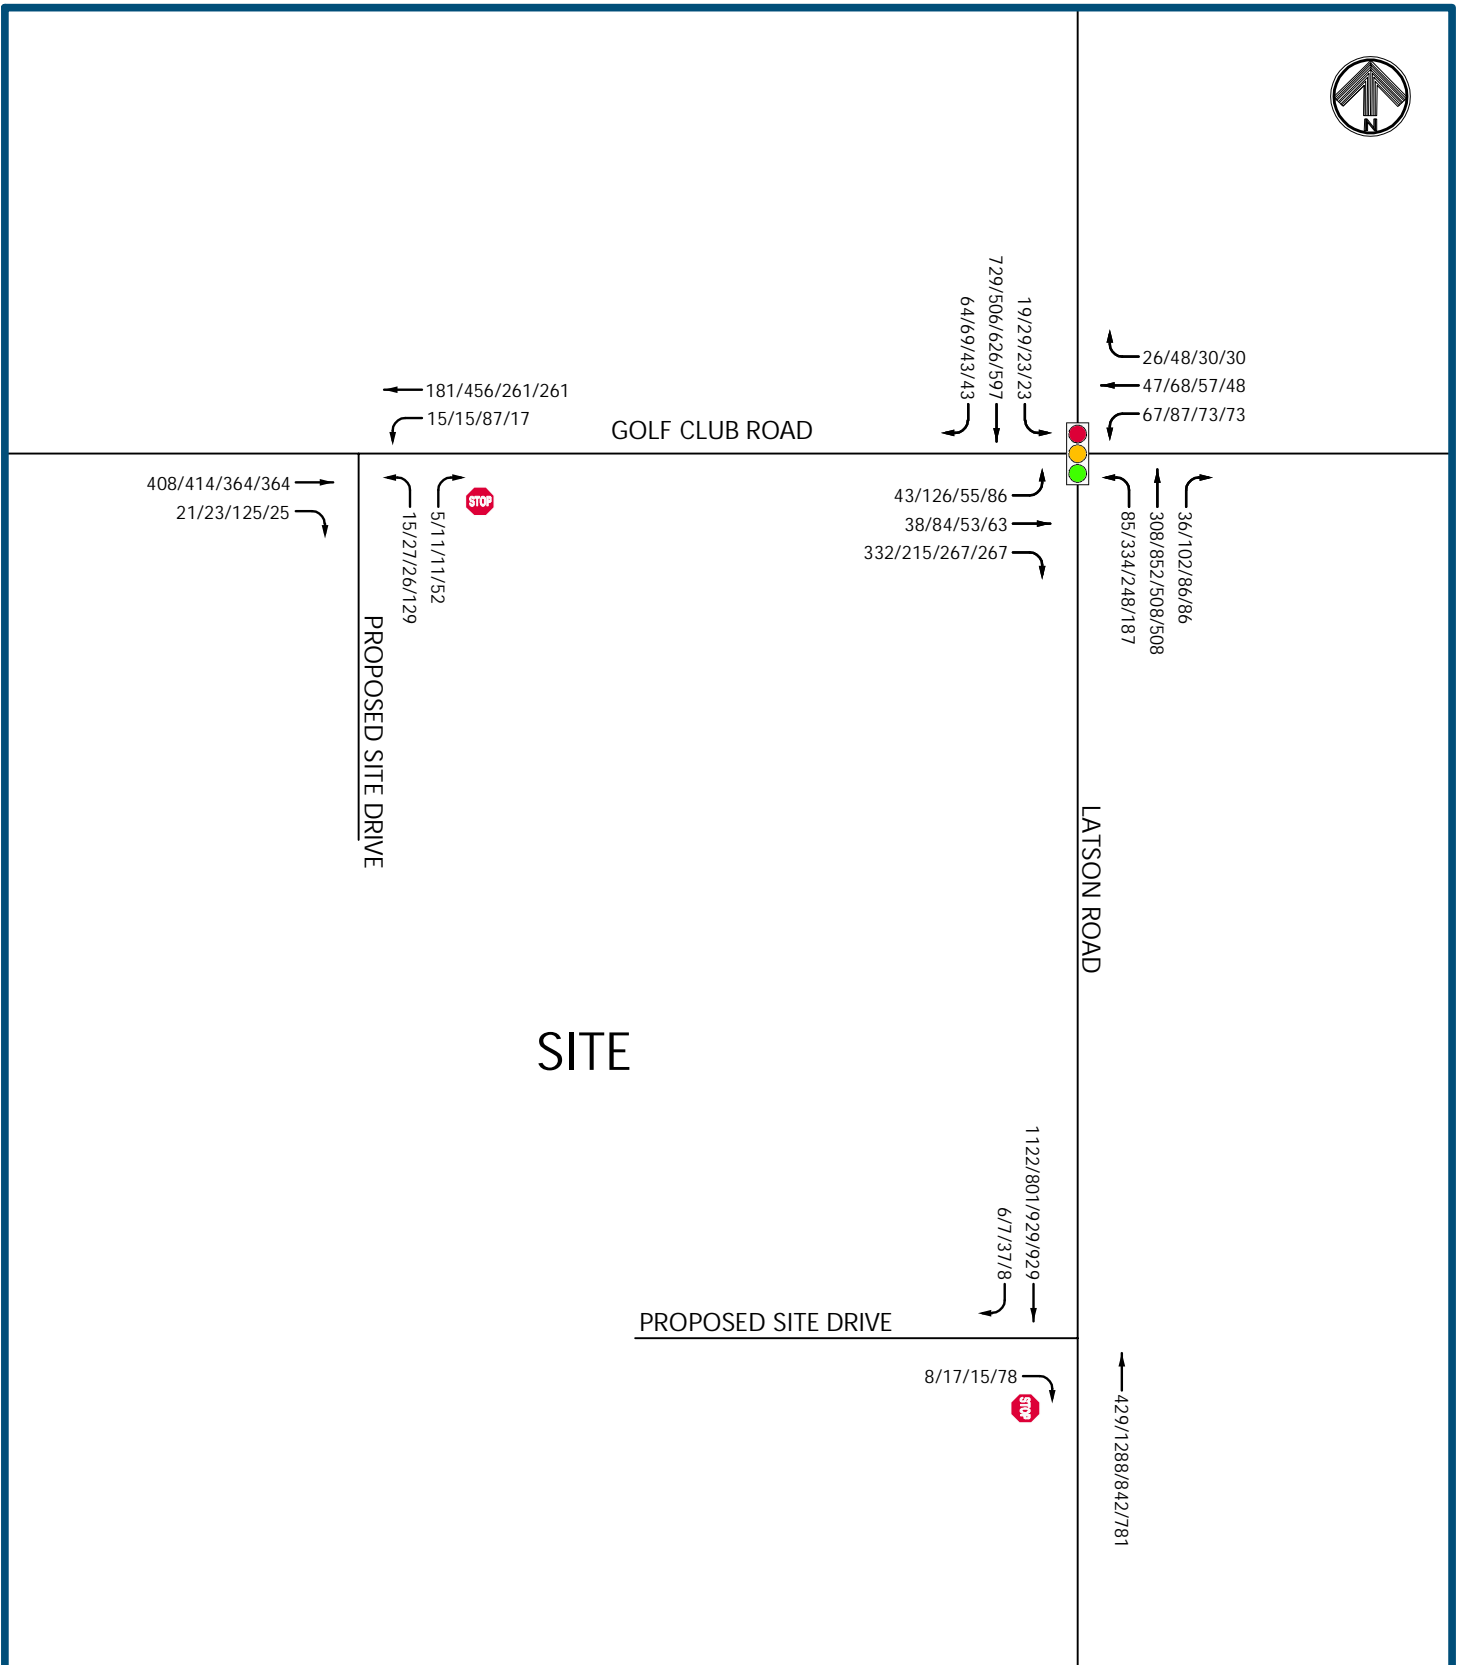 N
729/506/626/597
19/29/23/23
64/69/43/43
26/48/30/30
47/68/57/48
67/87/73/73
181/456/261/261
15/15/87/17
GOLF CLUB ROAD
408/414/364/364
21/23/125/25
STOP
5/11/11/52
15/27/26/129
43/126/55/86
38/84/53/63
332/215/267/267
36/102/86/86
308/852/508/508
85/334/248/187
PROPOSED SITE DRIVE
LATSON ROAD
SITE
1122/801/929/929
6/7/37/8
PROPOSED SITE DRIVE
8/17/15/78
STOP
429/1288/842/781